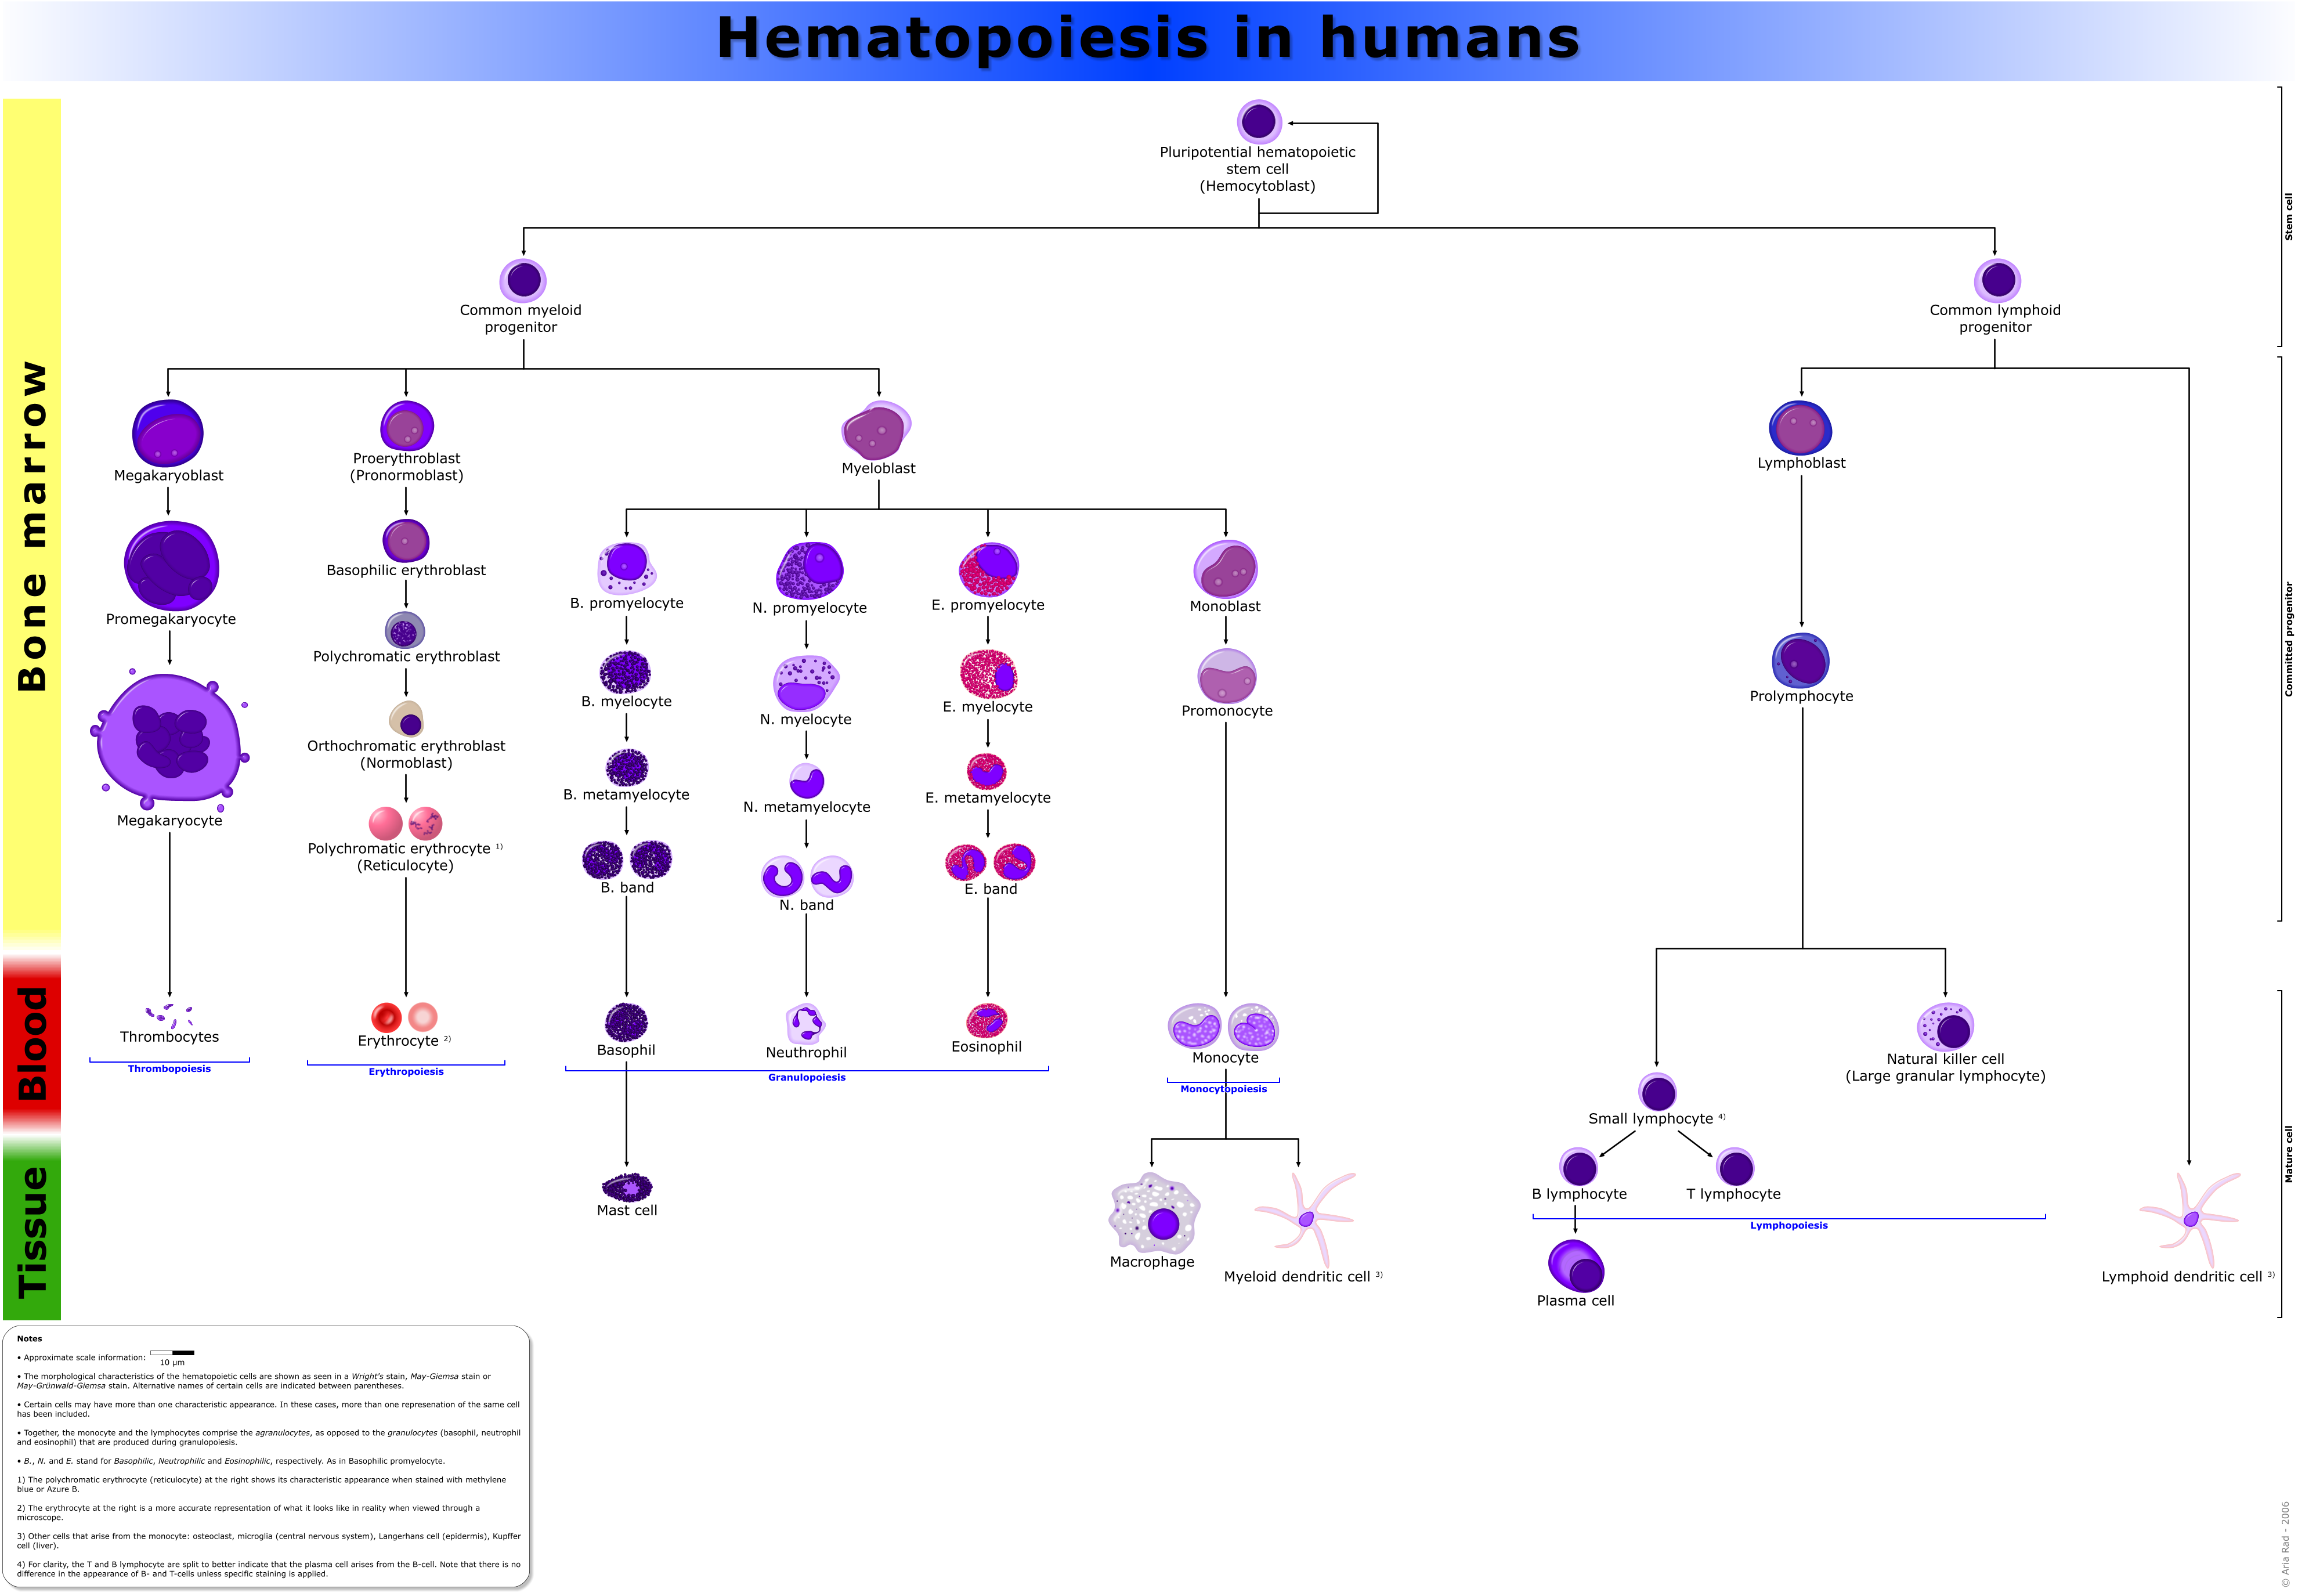 Hematopoiesis in humans
Bone marrow
Blood
Tissue
Stem cell
Committed progenitor
Mature cell
Pluripotential hematopoietic
stem cell
(Hemocytoblast)
Common myeloid
progenitor
Common lymphoid
progenitor
Megakaryoblast
Proerythroblast
(Pronormoblast)
Myeloblast
Lymphoblast
Promegakaryocyte
Basophilic erythroblast
B. promyelocyte
N. promyelocyte
E. promyelocyte
Monoblast
Polychromatic erythroblast
B. myelocyte
N. myelocyte
E. myelocyte
Promonocyte
Prolymphocyte
Orthochromatic erythroblast
(Normoblast)
B. metamyelocyte
N. metamyelocyte
E. metamyelocyte
Megakaryocyte
Polychromatic erythrocyte 1)
(Reticulocyte)
B. band
N. band
E. band
Thrombocytes
Erythrocyte 2)
Basophil
Neuthrophil
Eosinophil
Monocyte
Natural killer cell
(Large granular lymphocyte)
Thrombopoiesis
Erythropoiesis
Granulopoiesis
Monocytopoiesis
Small lymphocyte 4)
B lymphocyte
T lymphocyte
Lymphopoiesis
Mast cell
Macrophage
Myeloid dendritic cell 3)
Plasma cell
Lymphoid dendritic cell 3)
Notes
• Approximate scale information:
10 µm
• The morphological characteristics of the hematopoietic cells are shown as seen in a Wright's stain, May-Giemsa stain or
May-Grünwald-Giemsa stain. Alternative names of certain cells are indicated between parentheses.
• Certain cells may have more than one characteristic appearance. In these cases, more than one represenation of the same cell
has been included.
• Together, the monocyte and the lymphocytes comprise the agranulocytes, as opposed to the granulocytes (basophil, neutrophil
and eosinophil) that are produced during granulopoiesis.
• B., N. and E. stand for Basophilic, Neutrophilic and Eosinophilic, respectively. As in Basophilic promyelocyte.
1) The polychromatic erythrocyte (reticulocyte) at the right shows its characteristic appearance when stained with methylene
blue or Azure B.
2) The erythrocyte at the right is a more accurate representation of what it looks like in reality when viewed through a
microscope.
3) Other cells that arise from the monocyte: osteoclast, microglia (central nervous system), Langerhans cell (epidermis), Kupffer
cell (liver).
4) For clarity, the T and B lymphocyte are split to better indicate that the plasma cell arises from the B-cell. Note that there is no
difference in the appearance of B- and T-cells unless specific staining is applied.
© Aria Rad - 2006